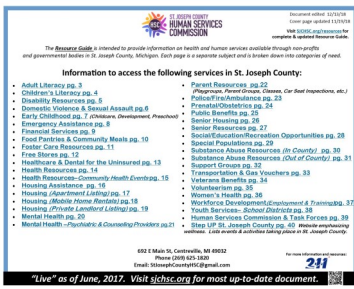 ST. JOSEPH COUNTY
HUMAN SERVICES
COMMISSION
Document edited 12/13/18
Cover page updated 11/19/18
Visit SJCHSC.org/resources for
complete & updated Resource Guide.
The Resource Guide is intended to provide information on health and human services available through non-profits
and governmental bodies in St. Joseph County, Michigan. Each page is a separate subject and is broken down into categories of need.
Information to access the following services in St. Joseph County:
• Adult Literacy pg. 3
• Children's Literacy pg. 4
• Disability Resources pg. 5
• Domestic Violence & Sexual Assault pg.6
• Early Childhood pg. 7 (Childcare, Development, Preschool)
• Emergency Assistance pg. 8
• Financial Services pg. 9
• Food Pantries & Community Meals pg. 10
• Foster Care Resources pg. 11
• Free Stores pg. 12
• Healthcare & Dental for the Uninsured pg. 13
• Health Resources pg. 14
• Health Resources– Community Health Events pg. 15
• Housing Assistance pg. 16
• Housing (Apartment Listing) pg. 17
• Housing (Mobile Home Rentals) pg.18
• Housing (Private Landlord Listing) pg. 19
• Mental Health pg. 20
• Mental Health –Psychiatric & Counseling Providers pg.21
• Parent Resources pg.22
(Playgroups, Parent Groups, Classes, Car Seat Inspections, etc.)
• Police/Fire/Ambulance pg. 23
• Prenatal/Obstetrics pg. 24
• Public Benefits pg. 25
• Senior Housing pg. 26
• Senior Resources pg. 27
• Social/Education/Recreation Opportunities pg. 28
• Special Populations pg. 29
• Substance Abuse Resources (In County) pg. 30
• Substance Abuse Resources (Out of County) pg. 31
• Support Groups pg. 32
• Transportation & Gas Vouchers pg. 33
• Veterans Benefits pg. 34
• Volunteerism pg. 35
• Women's Health pg. 36
• Workforce Development(Employment & Training) pg. 37
• Youth Services– School Districts pg. 38
• Human Services Commission & Task Forces pg. 39
• Step UP St. Joseph County pg. 40 Website emphasizing
wellness. Lists events & activities taking place in St. Joseph County.
692 E Main St, Centreville, MI 49032
Phone (269) 625-1820
Email: StJosephCountyHSC@gmail.com
For more information and resources:
211
"Live" as of June, 2017. Visit sjchsc.org for most up-to-date document.